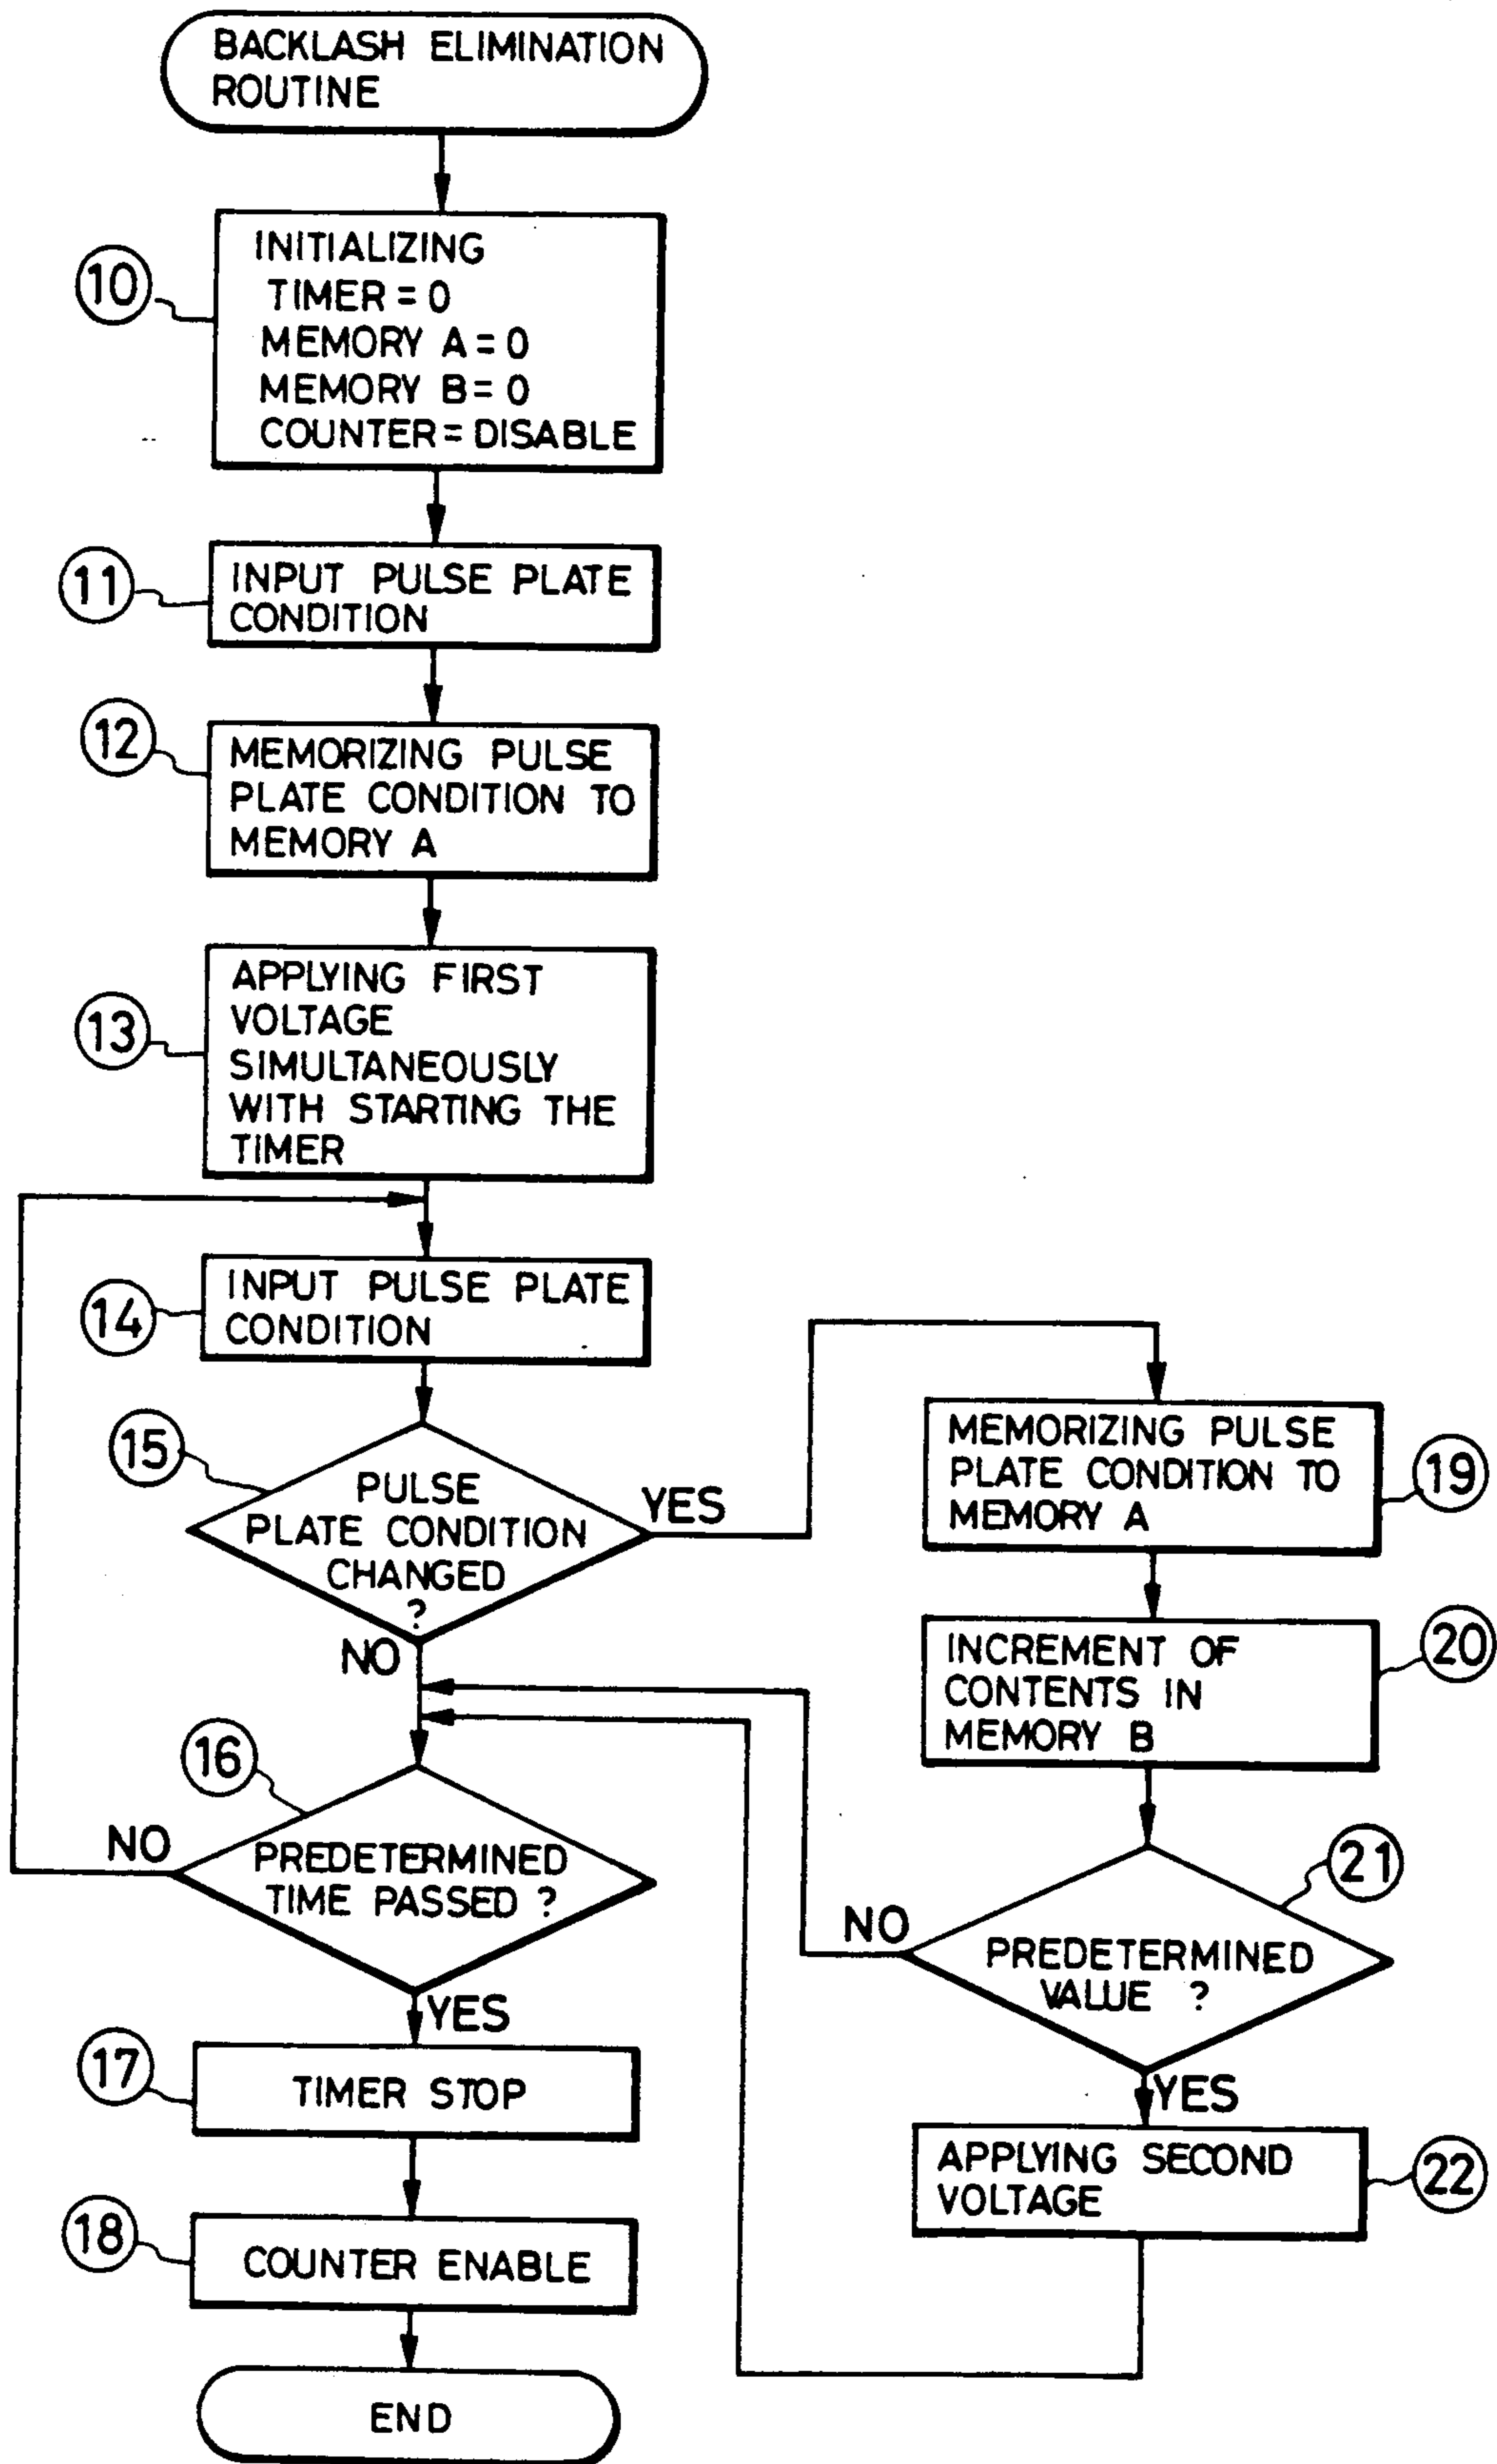 BACKLASH ELIMINATION
ROUTINE
10
INITIALIZING
TIMER = 0
MEMORY A = 0
MEMORY B = 0
COUNTER = DISABLE
11
INPUT PULSE PLATE
CONDITION
12
MEMORIZING PULSE
PLATE CONDITION TO
MEMORY A
13
APPLYING FIRST
VOLTAGE
SIMULTANEOUSLY
WITH STARTING THE
TIMER
14
INPUT PULSE PLATE
CONDITION
15
PULSE
PLATE CONDITION
CHANGED
?
YES
NO
16
PREDETERMINED
TIME PASSED ?
NO
YES
17
TIMER STOP
18
COUNTER ENABLE
END
19
MEMORIZING PULSE
PLATE CONDITION TO
MEMORY A
20
INCREMENT OF
CONTENTS IN
MEMORY B
21
PREDETERMINED
VALUE ?
NO
YES
22
APPLYING SECOND
VOLTAGE